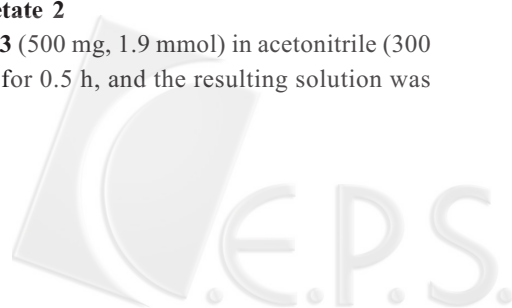 etate 2
3 (500 mg, 1.9 mmol) in acetonitrile (300
for 0.5 h, and the resulting solution was
C.E.P.S.